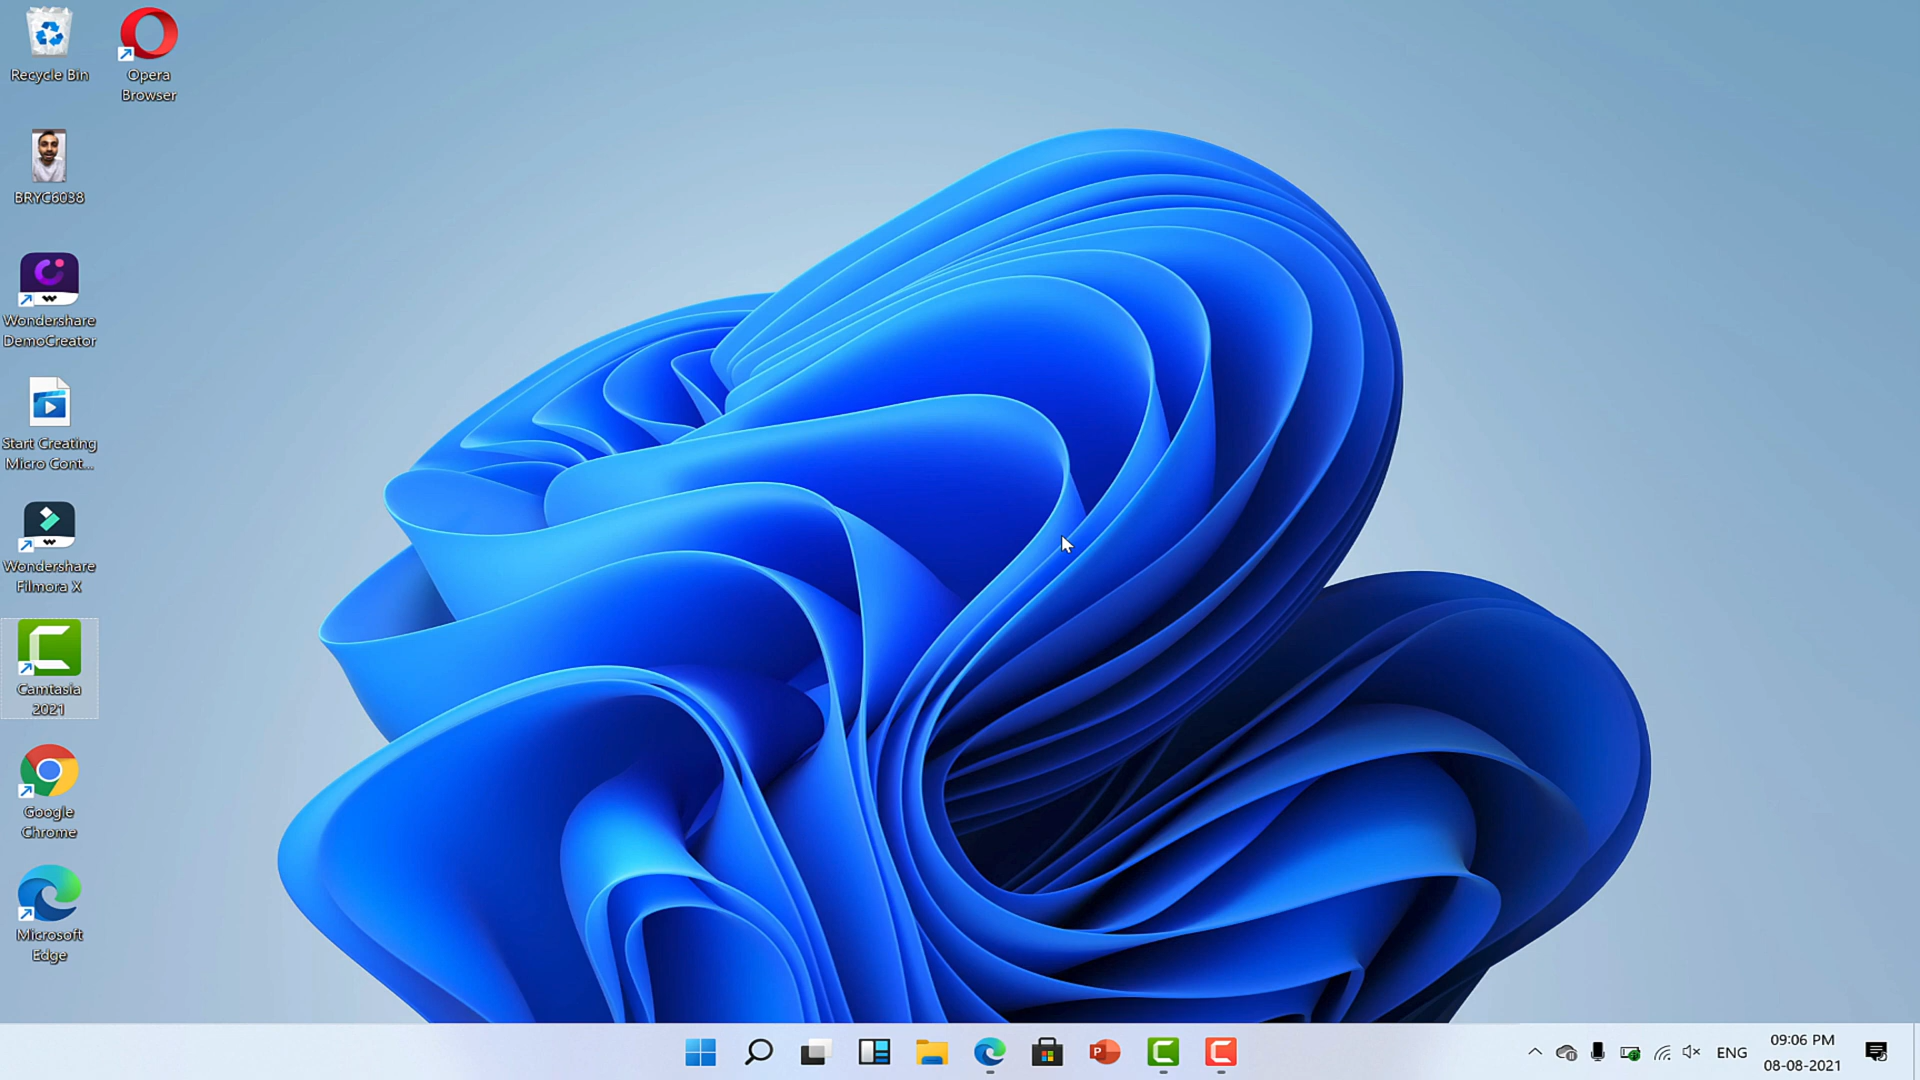 Recycle Bin
Opera
Browser
BRYC6038
Wondershare
DemoCreator
Start Creating
Micro Cont...
Wondershare
Filmora X
Camtasia
2021
Google
Chrome
Microsoft
Edge
P
ENG
09:06 PM
08-08-2021